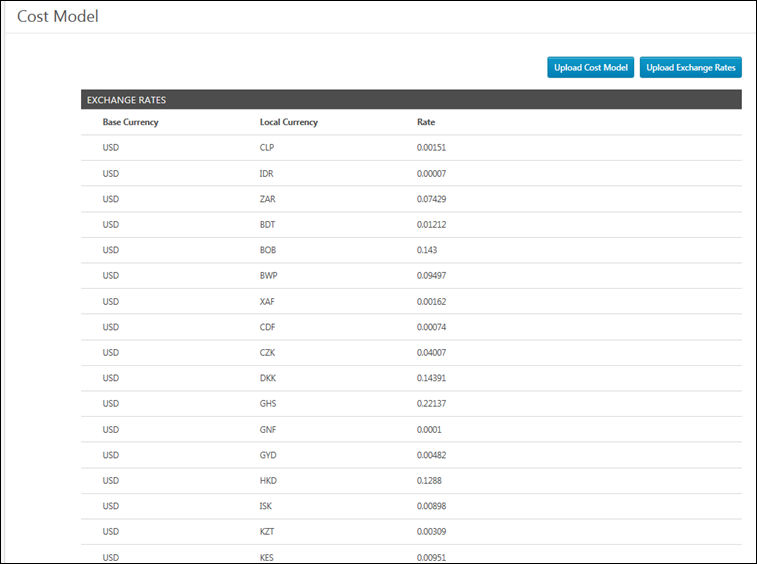 Cost Model
Upload Cost Model Upload Exchange Rates
EXCHANGE RATES
Base Currency Local Currency Rate
USD CLP 0.00151
USD IDR 0.00007
USD ZAR 0.07429
USD BDT 0.01212
USD BOB 0.143
USD BWP 0.09497
USD XAF 0.00162
USD CDF 0.00074
USD CZK 0.04007
USD DKK 0.14391
USD GHS 0.22137
USD GNF 0.0001
USD GYD 0.00482
USD HKD 0.1288
USD ISK 0.00898
USD KZT 0.00309
USD KES 0.00951